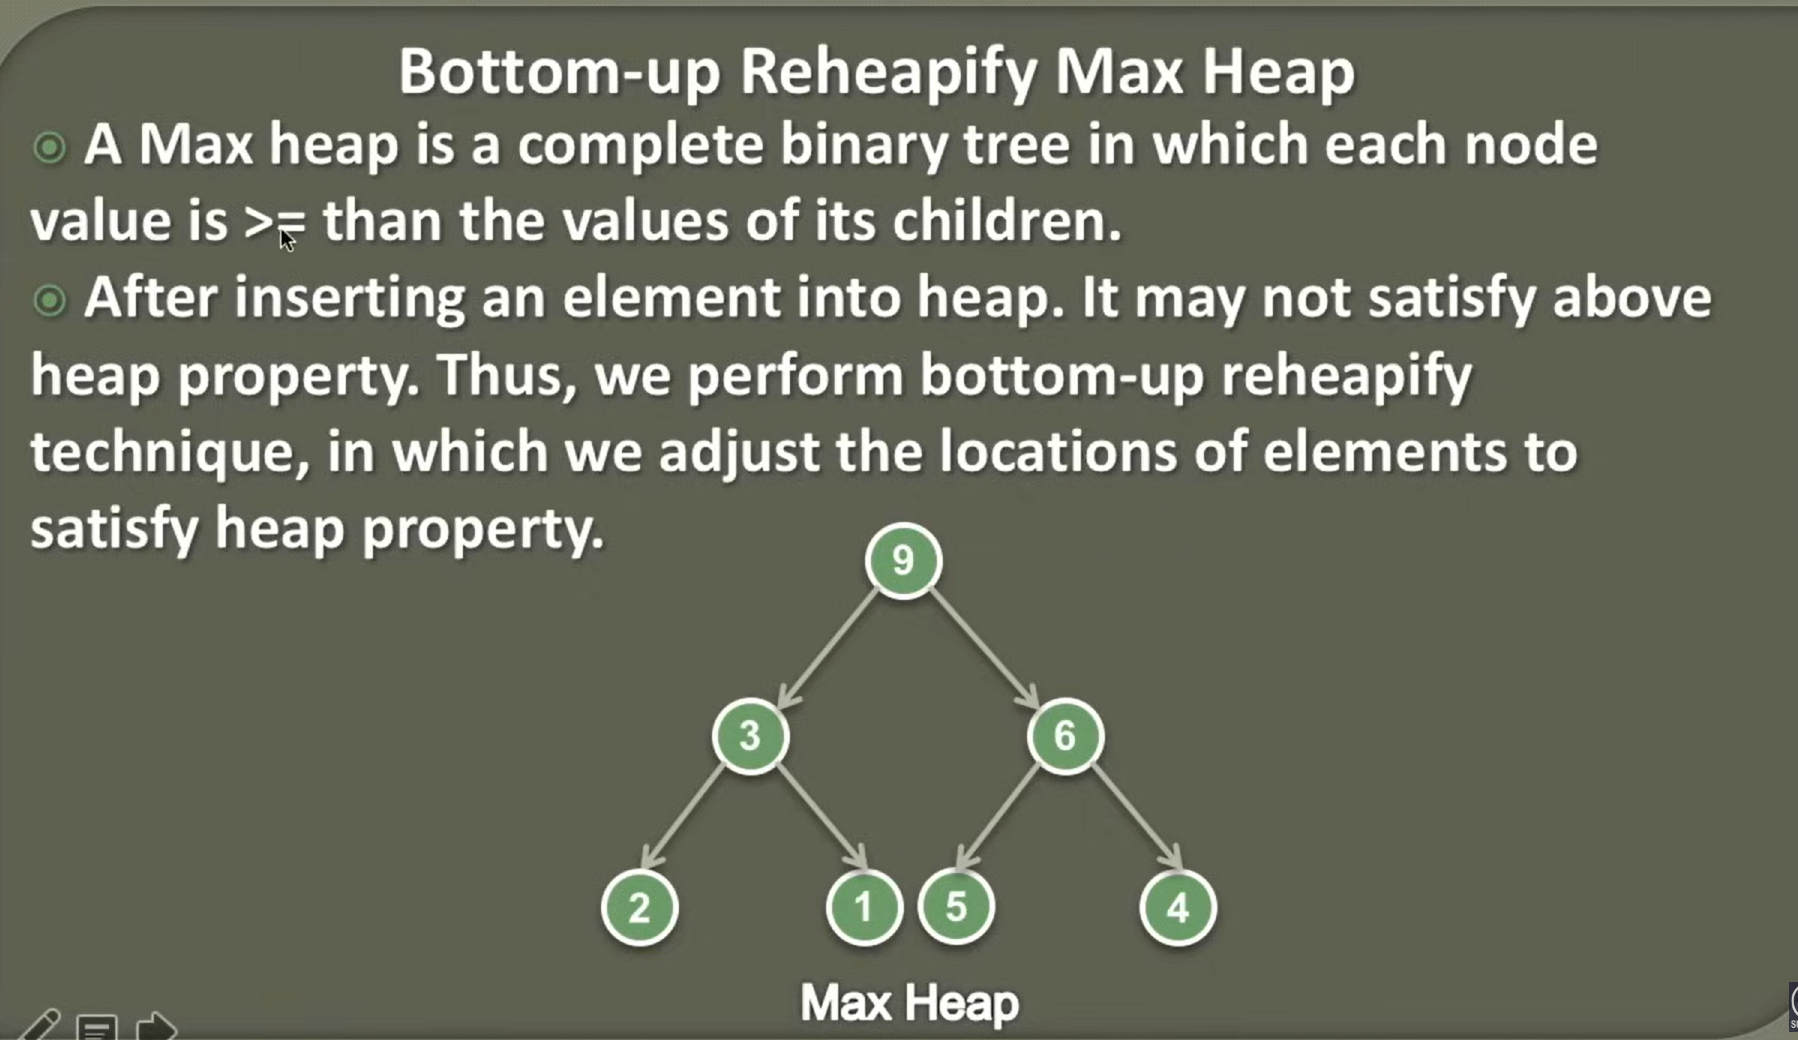 Bottom-up Reheapify Max Heap
A Max heap is a complete binary tree in which each node
value is >= than the values of its children.
After inserting an element into heap. It may not satisfy above
heap property. Thus, we perform bottom-up reheapify
technique, in which we adjust the locations of elements to
satisfy heap property.
9
3 6
2 1 5 4
Max Heap